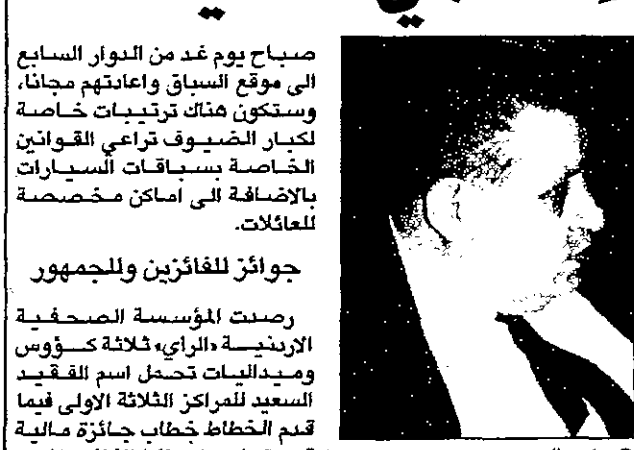 صباح يوم غد من الدوار السابع
الى موقع السباق واعادتهم مجانا،
وستكون هناك ترتيبات خاصة
لكبار الضيوف تراعي القوانين
الخاصة بسباقات السيارات
بالاضافة الى اماكن مخصصة
للعائلات.
جوائز للفائزين وللجمهور
رصدت المؤسسة الصحفية
الاردنية «الراي» ثلاثة كؤوس
وميداليات تحمل اسم الفقيد
السعيد للمراكز الثلاثة الاولى فيما
قدم الخطاط خطاب جائزة مالية